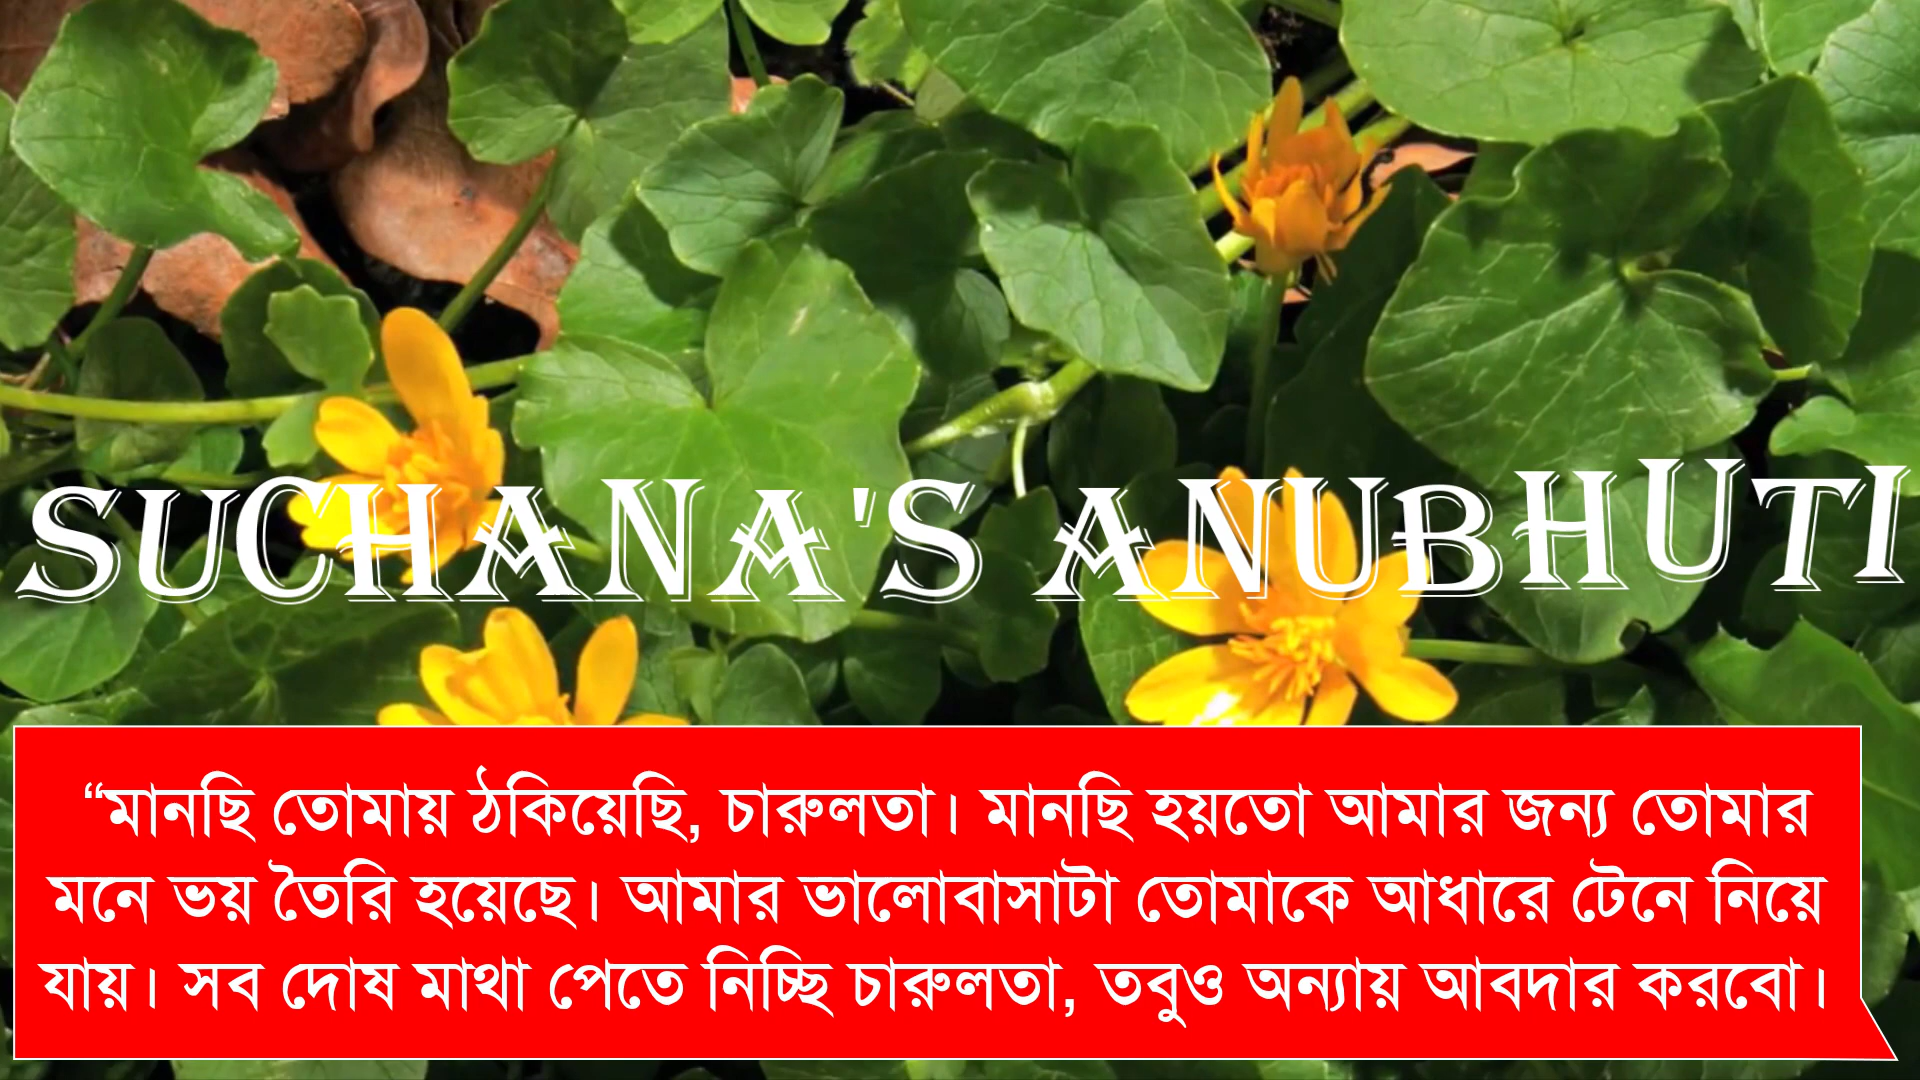 SUCHANA'S ANUBHUTI
“মানছি তোমায় ঠকিয়েছি, চারুলতা। মানছি হয়তো আমার জন্য তোমার
মনে ভয় তৈরি হয়েছে। আমার ভালোবাসাটা তোমাকে আধারে টেনে নিয়ে
যায়। সব দোষ মাথা পেতে নিচ্ছি চারুলতা, তবুও অন্যায় আবদার করবো।